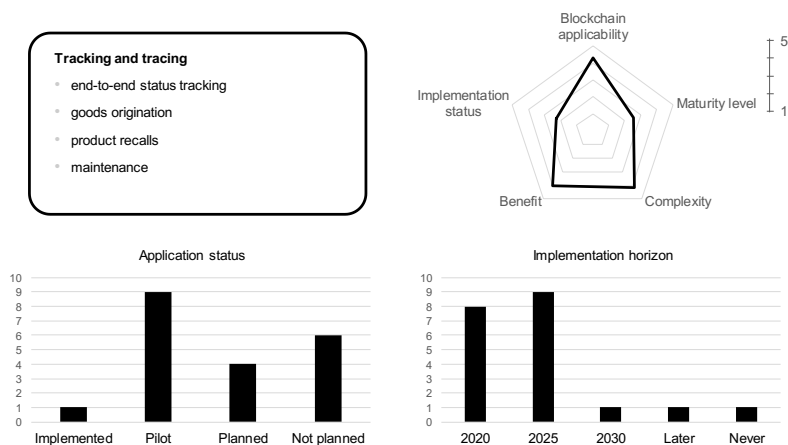 Tracking and tracing
end-to-end status tracking
goods origination
product recalls
maintenance
Blockchain
applicability
5
1
Implementation
status
Maturity level
Benefit
Complexity
Application status
10
9
8
7
6
5
4
3
2
1
0
Implemented Pilot Planned Not planned
Implementation horizon
10
9
8
7
6
5
4
3
2
1
0
2020 2025 2030 Later Never